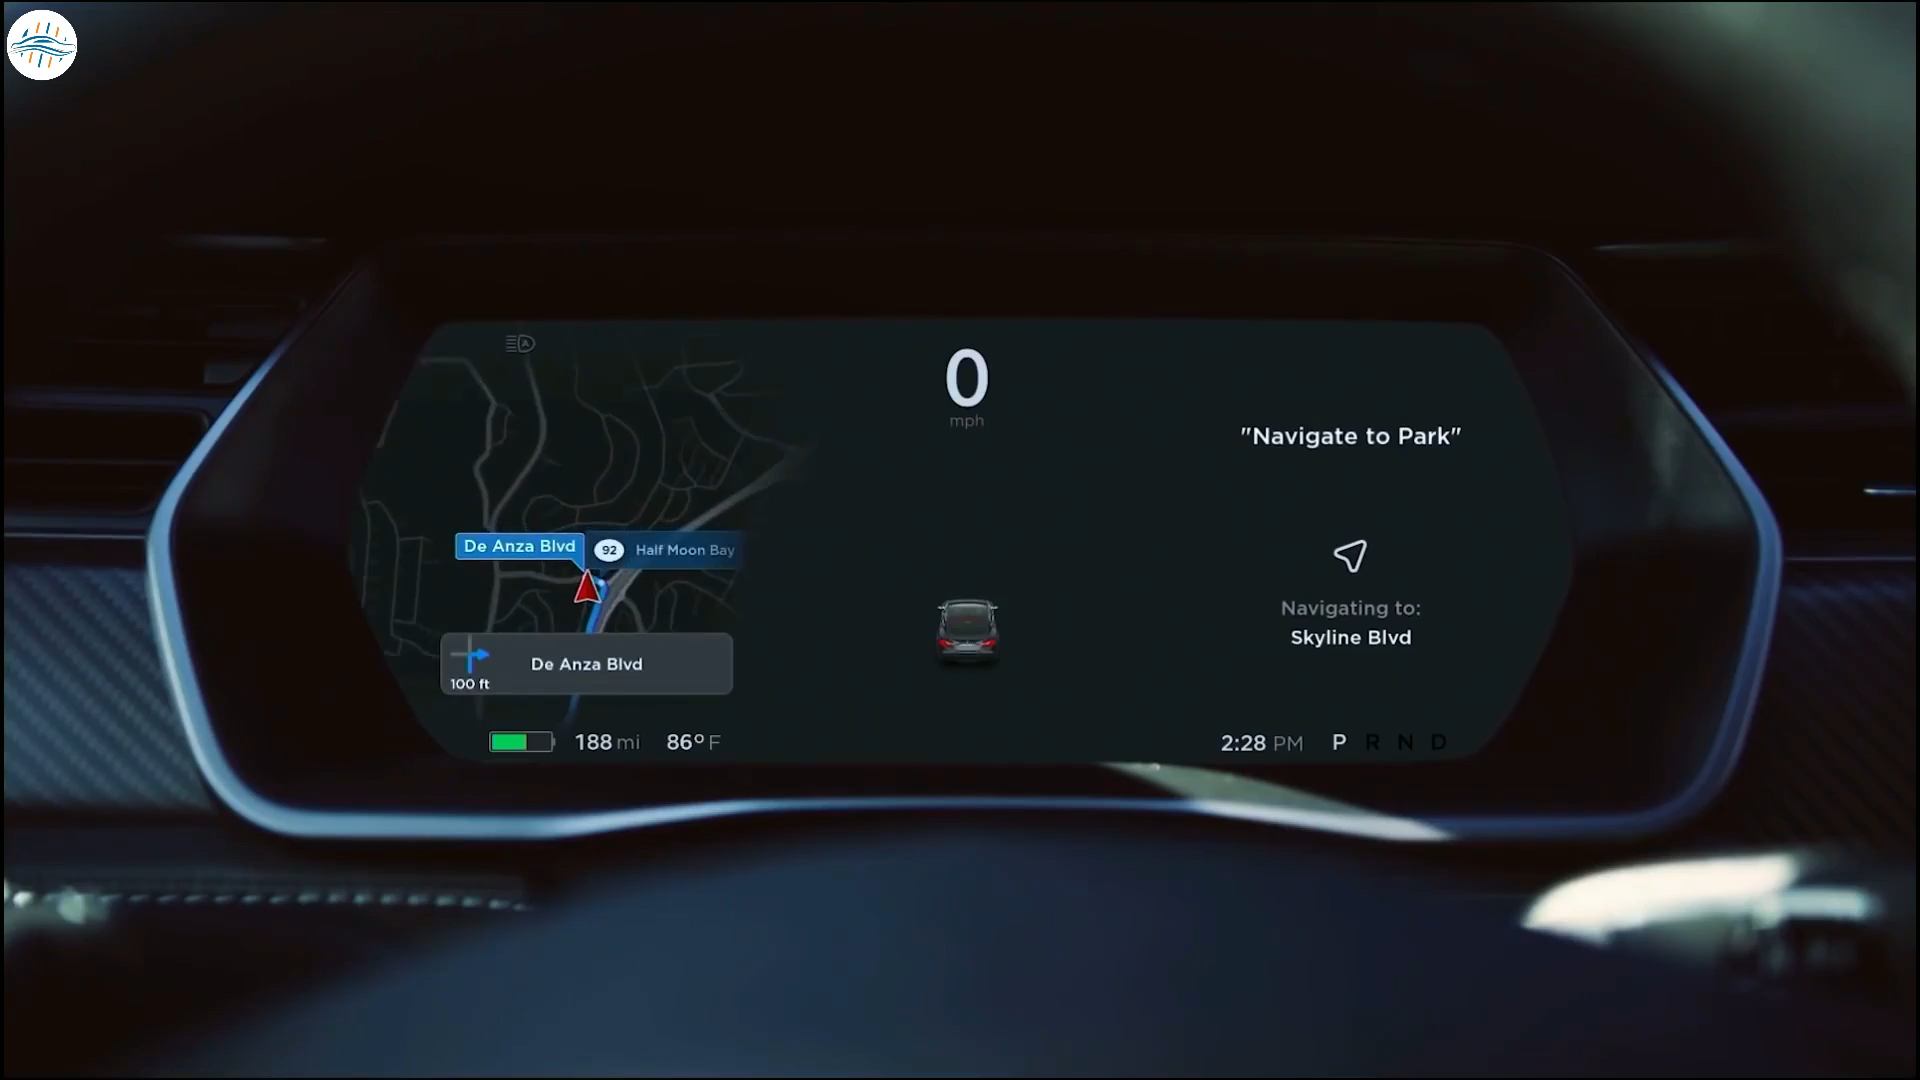 A
0
mph
"Navigate to Park"
De Anza Blvd
92 Half Moon Bay
Navigating to:
Skyline Blvd
De Anza Blvd
100 ft
188 mi 86° F
2:28 PM P R N D